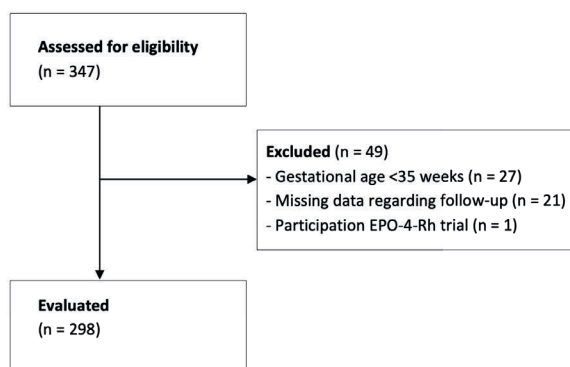 Assessed for eligibility
(n = 347)
Excluded (n = 49)
- Gestational age <35 weeks (n = 27)
- Missing data regarding follow-up (n = 21)
- Participation EPO-4-Rh trial (n = 1)
Evaluated
(n = 298)